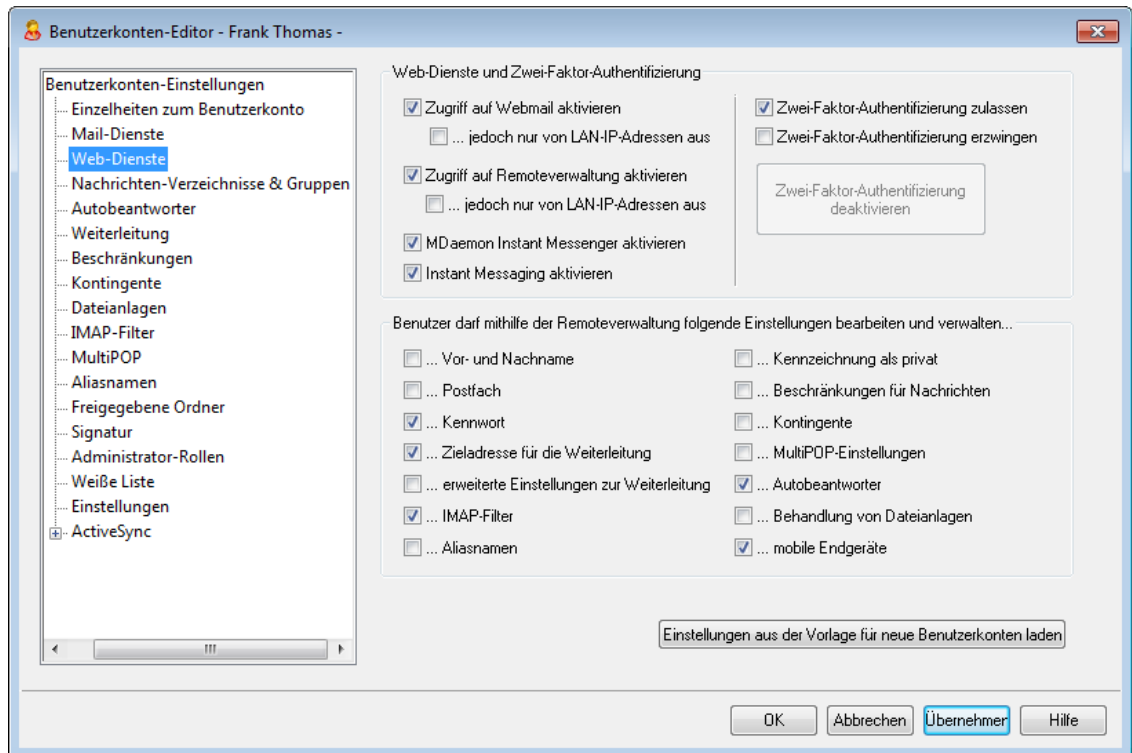 Benutzerkonten-Editor - Frank Thomas -
Benutzerkonten-Einstellungen
Einzelheiten zum Benutzerkonto
Mail-Dienste
Web-Dienste
Nachrichten-Verzeichnisse & Gruppen
Autobeantworter
Weiterleitung
Beschränkungen
Kontingente
Dateianlagen
IMAP-Filter
MultiPOP
Aliasnamen
Freigegebene Ordner
Signatur
Administrator-Rollen
Weiße Liste
Einstellungen
ActiveSync
Web-Dienste und Zwei-Faktor-Authentifizierung
Zugriff auf Webmail aktivieren
... jedoch nur von LAN-IP-Adressen aus
Zugriff auf Remoteverwaltung aktivieren
... jedoch nur von LAN-IP-Adressen aus
MDaemon Instant Messenger aktivieren
Instant Messaging aktivieren
Zwei-Faktor-Authentifizierung zulassen
Zwei-Faktor-Authentifizierung erzwingen
Zwei-Faktor-Authentifizierung
deaktivieren
Benutzer darf mithilfe der Remoteverwaltung folgende Einstellungen bearbeiten und verwalten...
... Vor- und Nachname
... Postfach
... Kennwort
... Zieladresse für die Weiterleitung
... erweiterte Einstellungen zur Weiterleitung
... IMAP-Filter
... Aliasnamen
... Kennzeichnung als privat
... Beschränkungen für Nachrichten
... Kontingente
... MultiPOP-Einstellungen
... Autobeantworter
... Behandlung von Dateianlagen
... mobile Endgeräte
Einstellungen aus der Vorlage für neue Benutzerkonten laden
OK
Abbrechen
Übernehmer
Hilfe